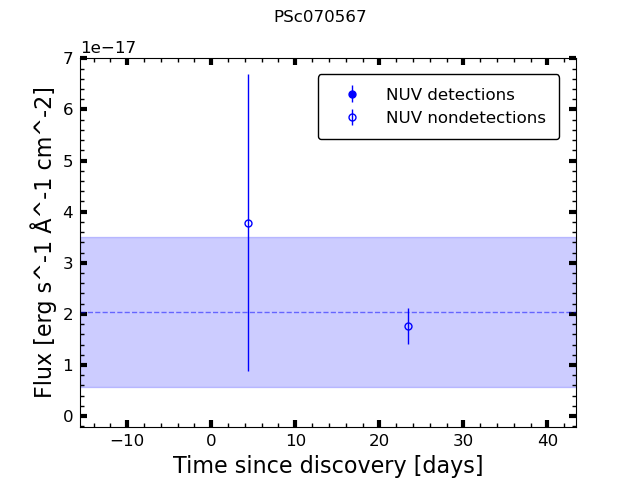 PSc070567
1e−17
Flux [erg s^-1 Å^-1 cm^-2]
7
6
5
4
3
2
1
0
NUV detections
NUV nondetections
−10 0 10 20 30 40
Time since discovery [days]